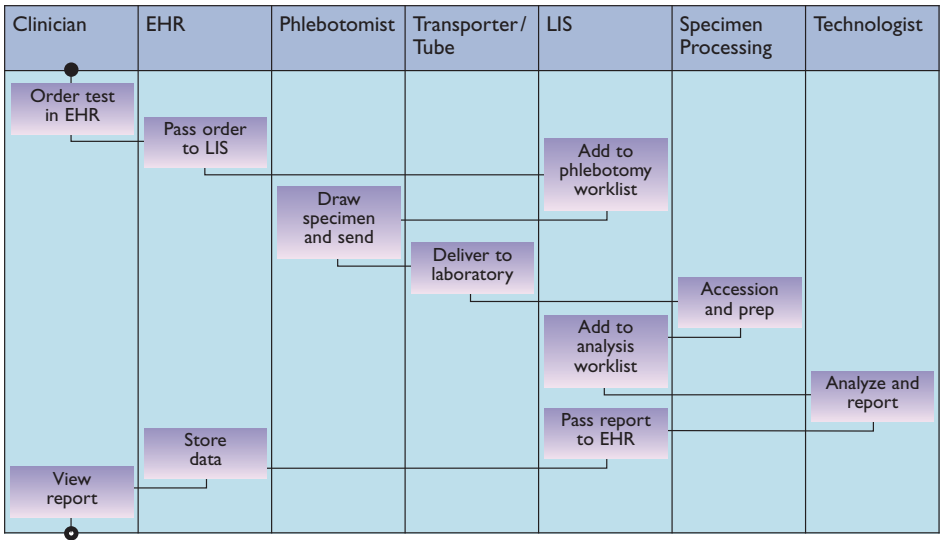 Clinician
EHR
Phlebotomist
Transporter/
Tube
LIS
Specimen
Processing
Technologist
Order test
in EHR
Pass order
to LIS
Add to
phlebotomy
worklist
Draw
specimen
and send
Deliver to
laboratory
Accession
and prep
Add to
analysis
worklist
Analyze and
report
Pass report
to EHR
Store
data
View
report